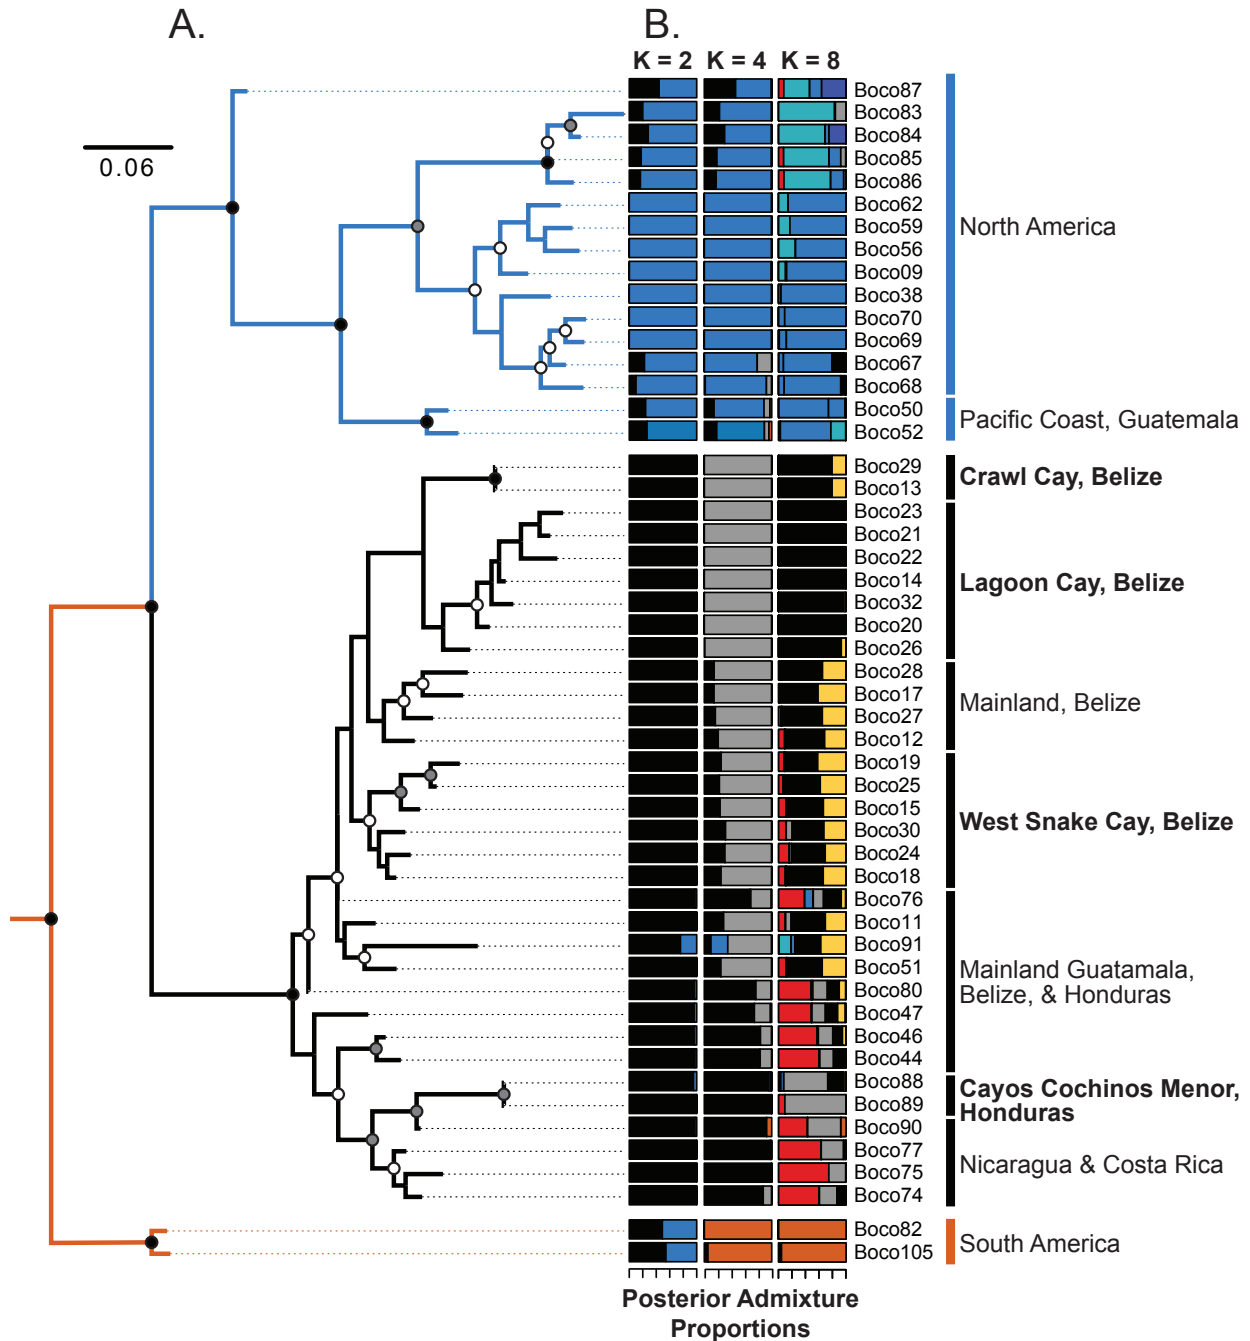 A.
B.
K = 2 K = 4 K = 8
0.06
Boco87
Boco83
Boco84
Boco85
Boco86
Boco62
Boco59
Boco56
Boco09
Boco38
Boco70
Boco69
Boco67
Boco68
North America
Boco50
Boco52
Pacific Coast, Guatemala
Boco29
Boco13
Crawl Cay, Belize
Boco23
Boco21
Boco22
Boco14
Boco32
Boco20
Boco26
Lagoon Cay, Belize
Boco28
Boco17
Boco27
Boco12
Mainland, Belize
Boco19
Boco25
Boco15
Boco30
Boco24
Boco18
West Snake Cay, Belize
Boco76
Boco11
Boco91
Boco51
Boco80
Boco47
Boco46
Boco44
Mainland Guatamala,
Belize, & Honduras
Boco88
Boco89
Cayos Cochinos Menor,
Honduras
Boco90
Boco77
Boco75
Boco74
Nicaragua & Costa Rica
Boco82
Boco105
South America
Posterior Admixture
Proportions